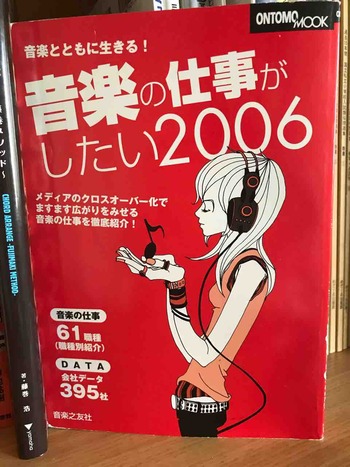 ONTOMO MOOK
音楽とともに生きる!
音楽の仕事が
したい2006
メディアのクロスオーバー化で
ますます広がりをみせる
音楽の仕事を徹底紹介!
音楽の仕事
61職種
(職種別紹介)
DATA
会社データ
395社
音楽之友社
CHORD ARRANGE -FUJIMAKI METHOD-